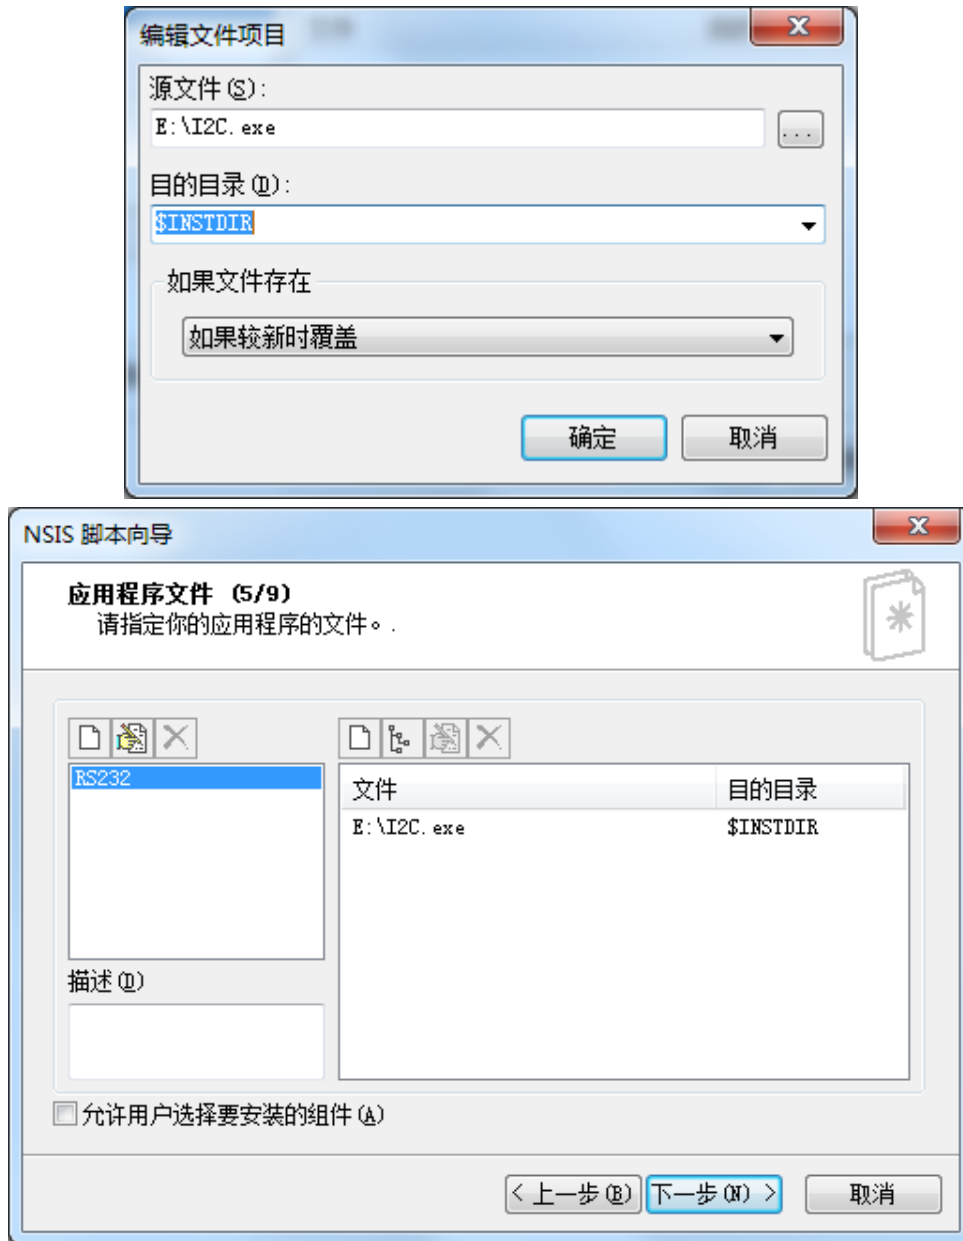 编辑文件项目
源文件(S):
E:\I2C.exe
...
目的目录(D):
$INSTDIR
如果文件存在
如果较新时覆盖
确定
取消
NSIS 脚本向导
应用程序文件 (5/9)
请指定你的应用程序的文件。.
RS232
文件
目的目录
E:\I2C.exe
$INSTDIR
描述(D)
允许用户选择要安装的组件(A)
< 上一步(B)
下一步(N) >
取消